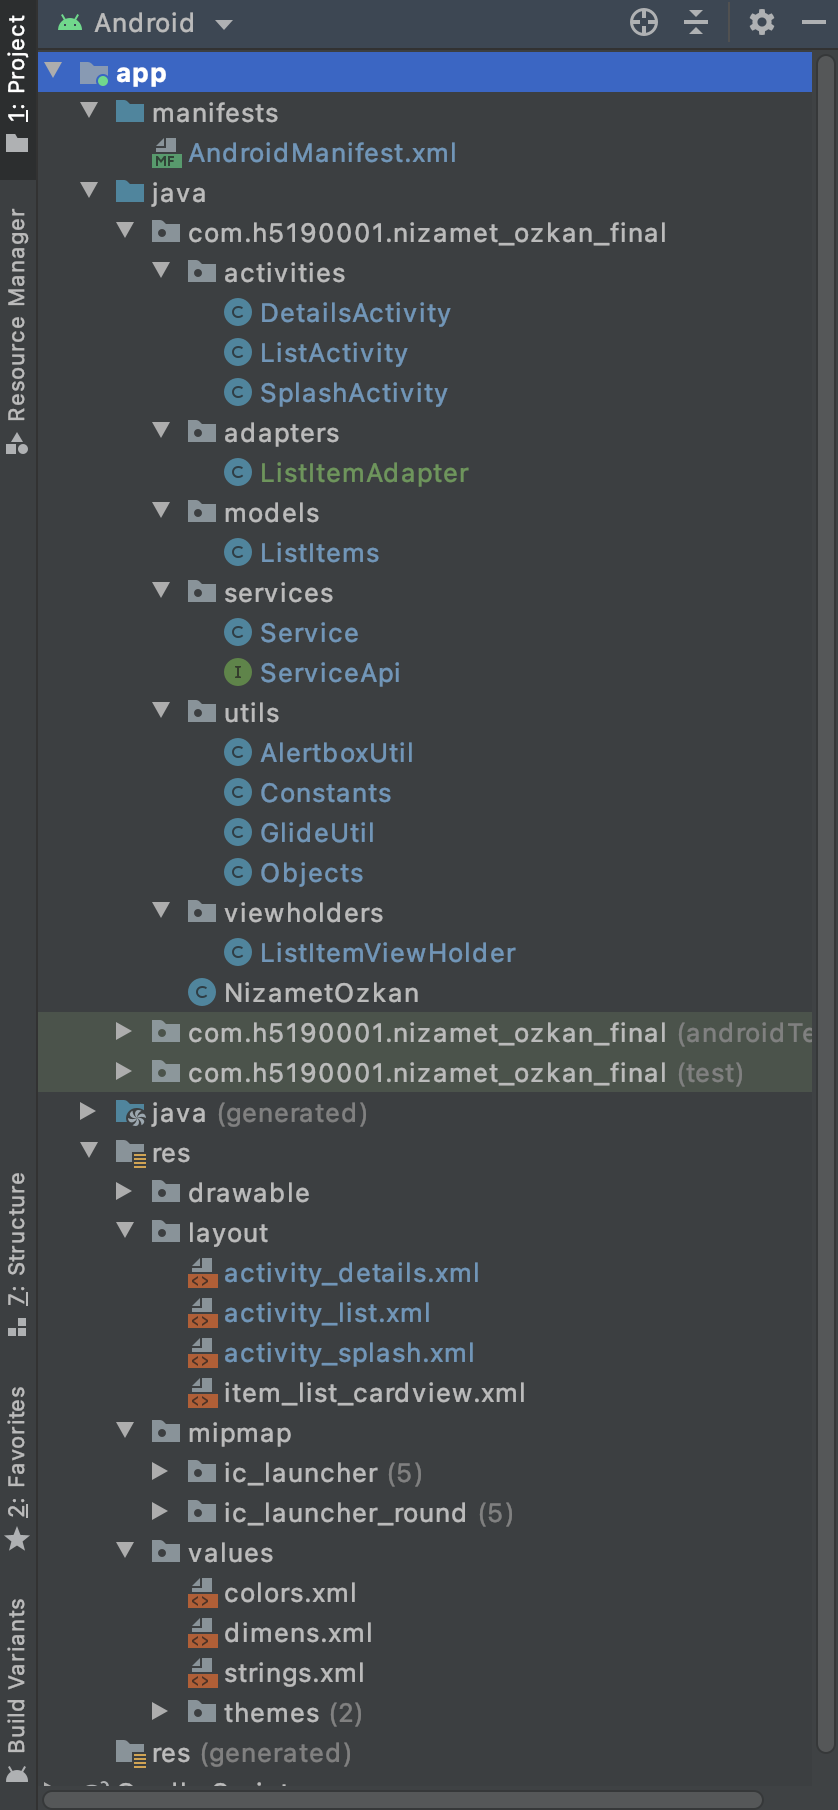 Android
app
manifests
MF AndroidManifest.xml
java
com.h5190001.nizamet_ozkan_final
activities
C DetailsActivity
C ListActivity
C SplashActivity
adapters
C ListItemAdapter
models
C ListItems
services
C Service
I ServiceApi
utils
C AlertboxUtil
C Constants
C GlideUtil
C Objects
viewholders
C ListItemViewHolder
C NizametOzkan
com.h5190001.nizamet_ozkan_final (androidTe
com.h5190001.nizamet_ozkan_final (test)
java (generated)
res
drawable
layout
<> activity_details.xml
<> activity_list.xml
<> activity_splash.xml
<> item_list_cardview.xml
mipmap
ic_launcher (5)
ic_launcher_round (5)
values
<> colors.xml
<> dimens.xml
<> strings.xml
themes (2)
res (generated)
1: Project
Resource Manager
7: Structure
2: Favorites
Build Variants